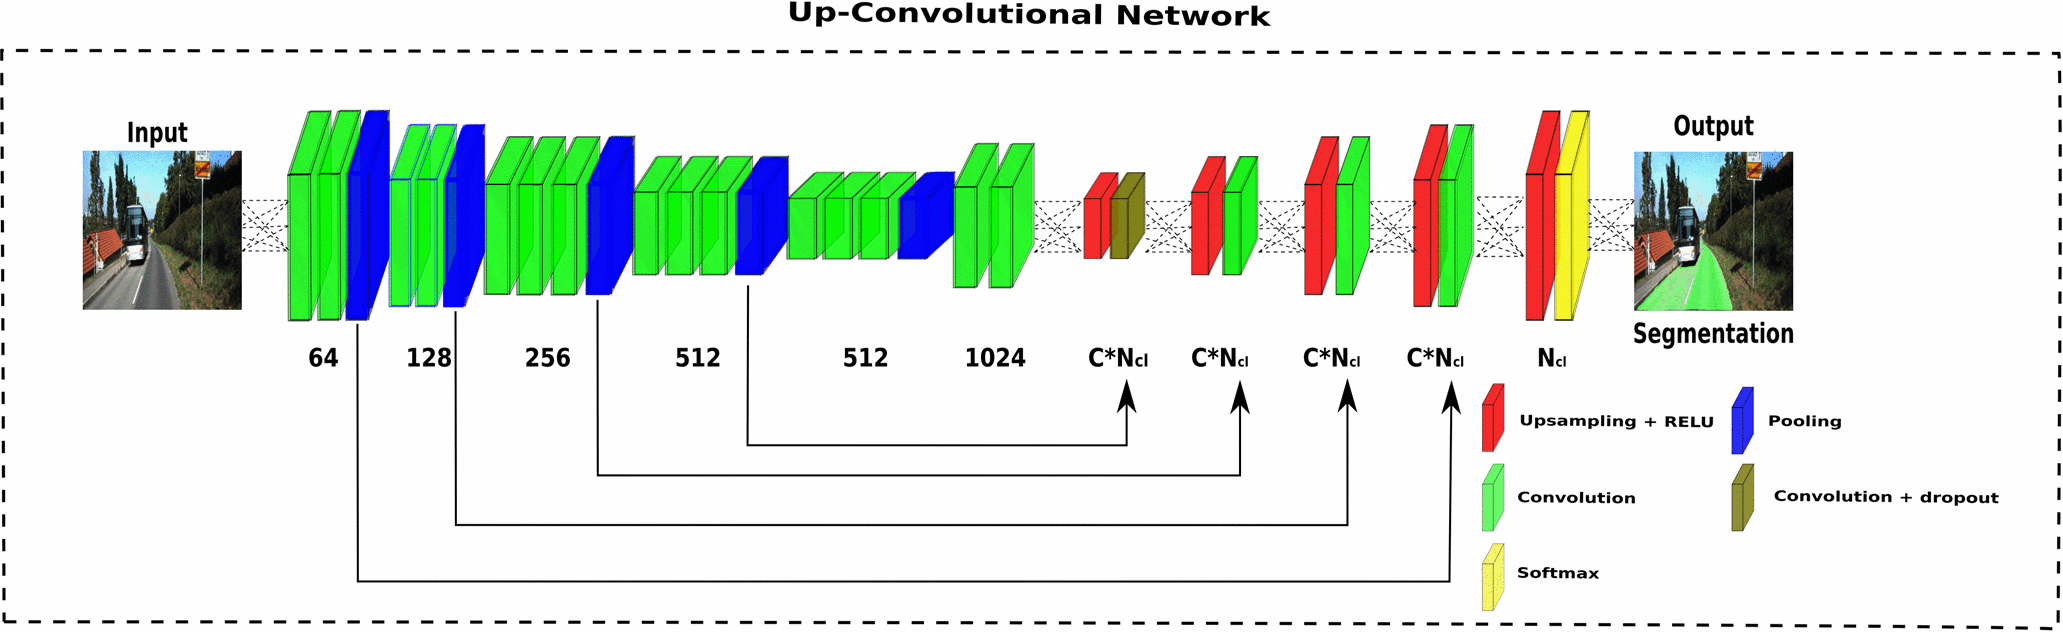 Up-Convolutional Network
Input
Output
Segmentation
64 128 256 512 512 1024 C*Ncl C*Ncl C*Ncl C*Ncl Ncl
Upsampling + RELU
Pooling
Convolution
Convolution + dropout
Softmax